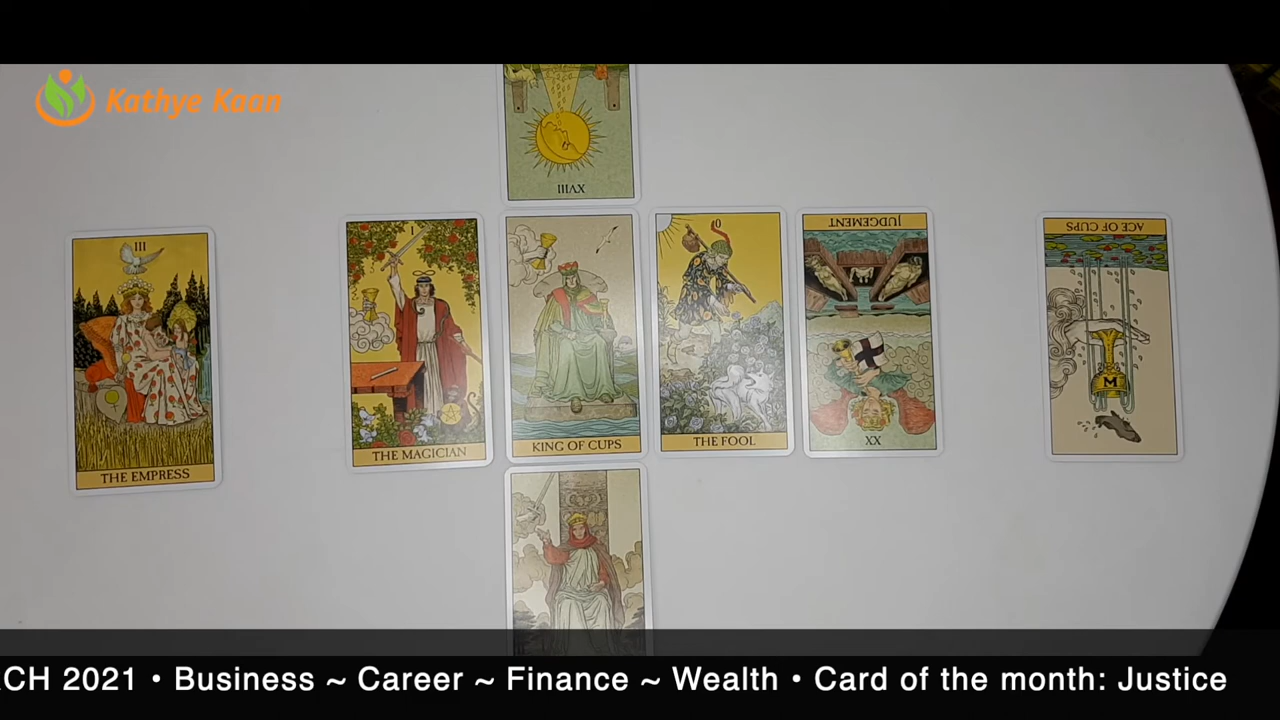 Kathye Kaan
XVIII
III
THE EMPRESS
I
THE MAGICIAN
KING OF CUPS
0
THE FOOL
JUDGEMENT
XX
ACE OF CUPS
M
CH 2021 • Business ~ Career ~ Finance ~ Wealth • Card of the month: Justice